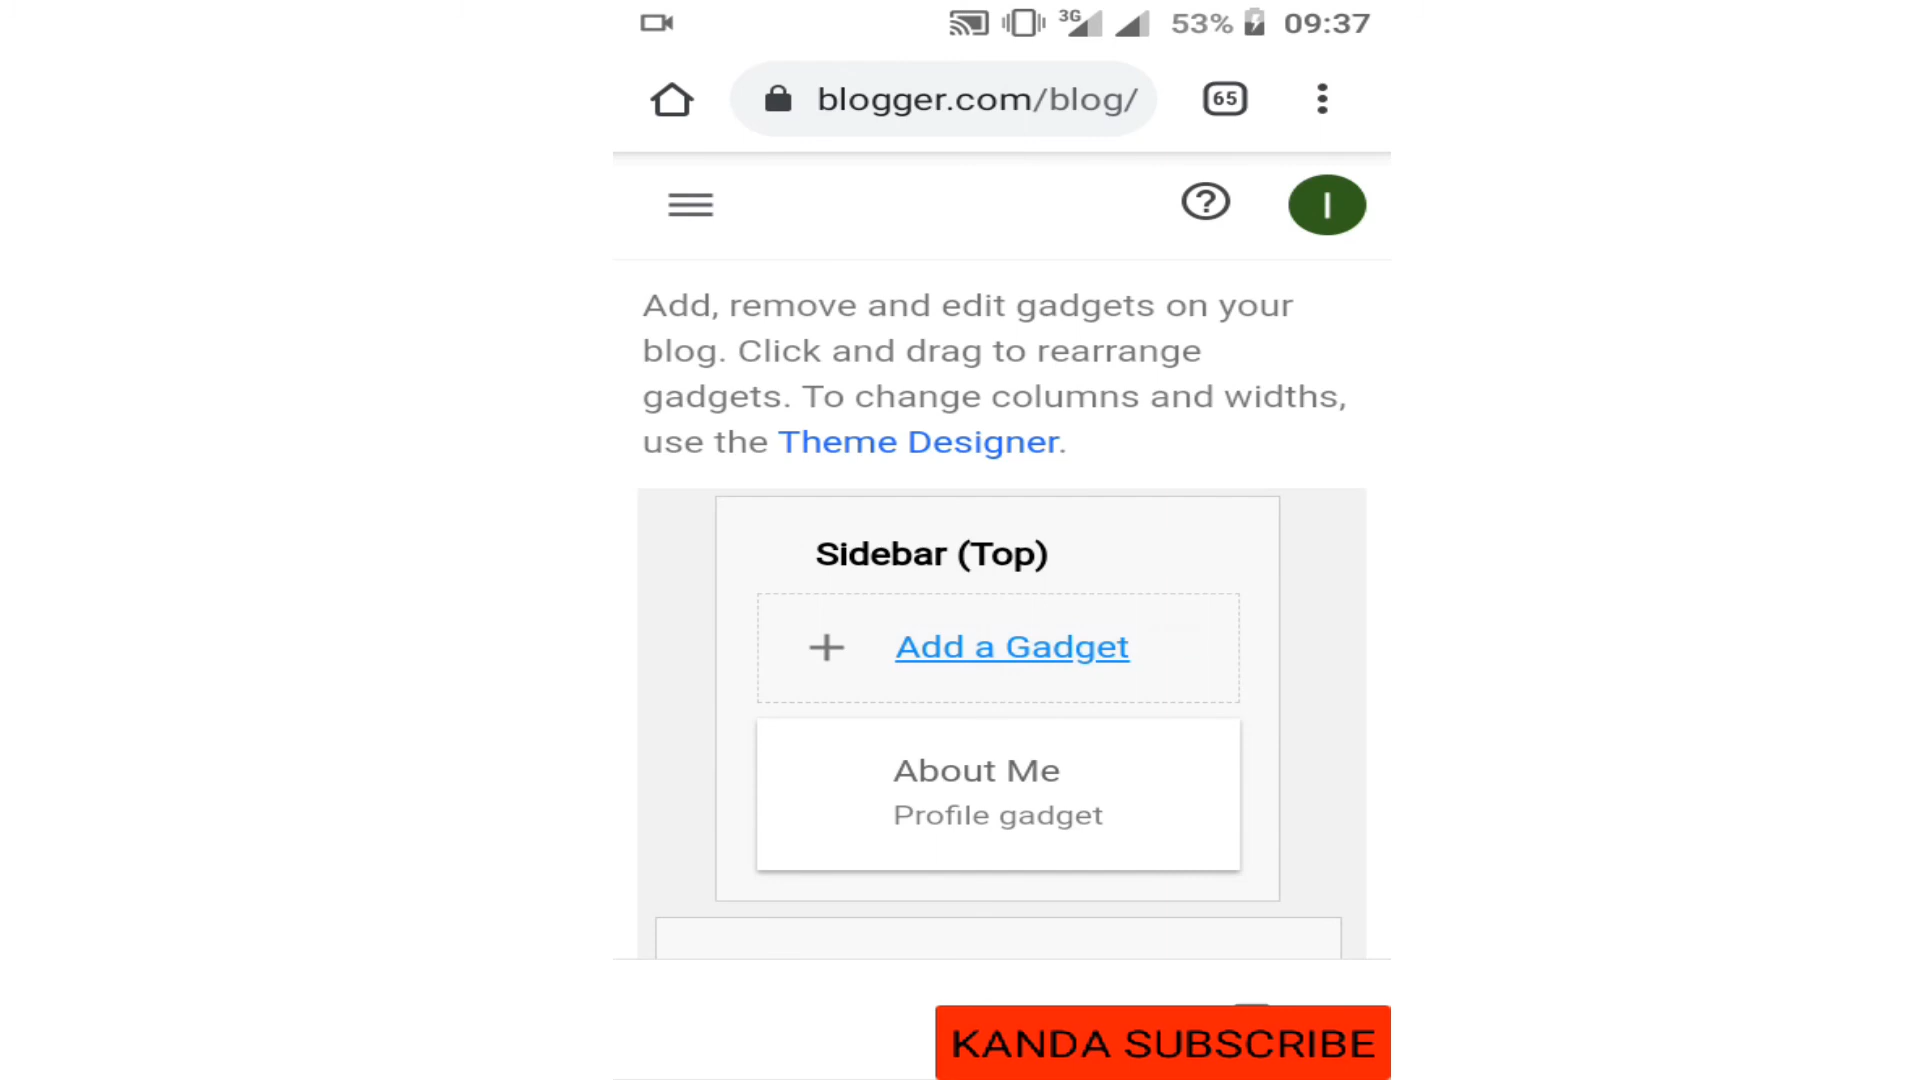 3G 53% 09:37
blogger.com/blog/ 65
I
Add, remove and edit gadgets on your
blog. Click and drag to rearrange
gadgets. To change columns and widths,
use the Theme Designer.
Sidebar (Top)
+ Add a Gadget
About Me
Profile gadget
KANDA SUBSCRIBE